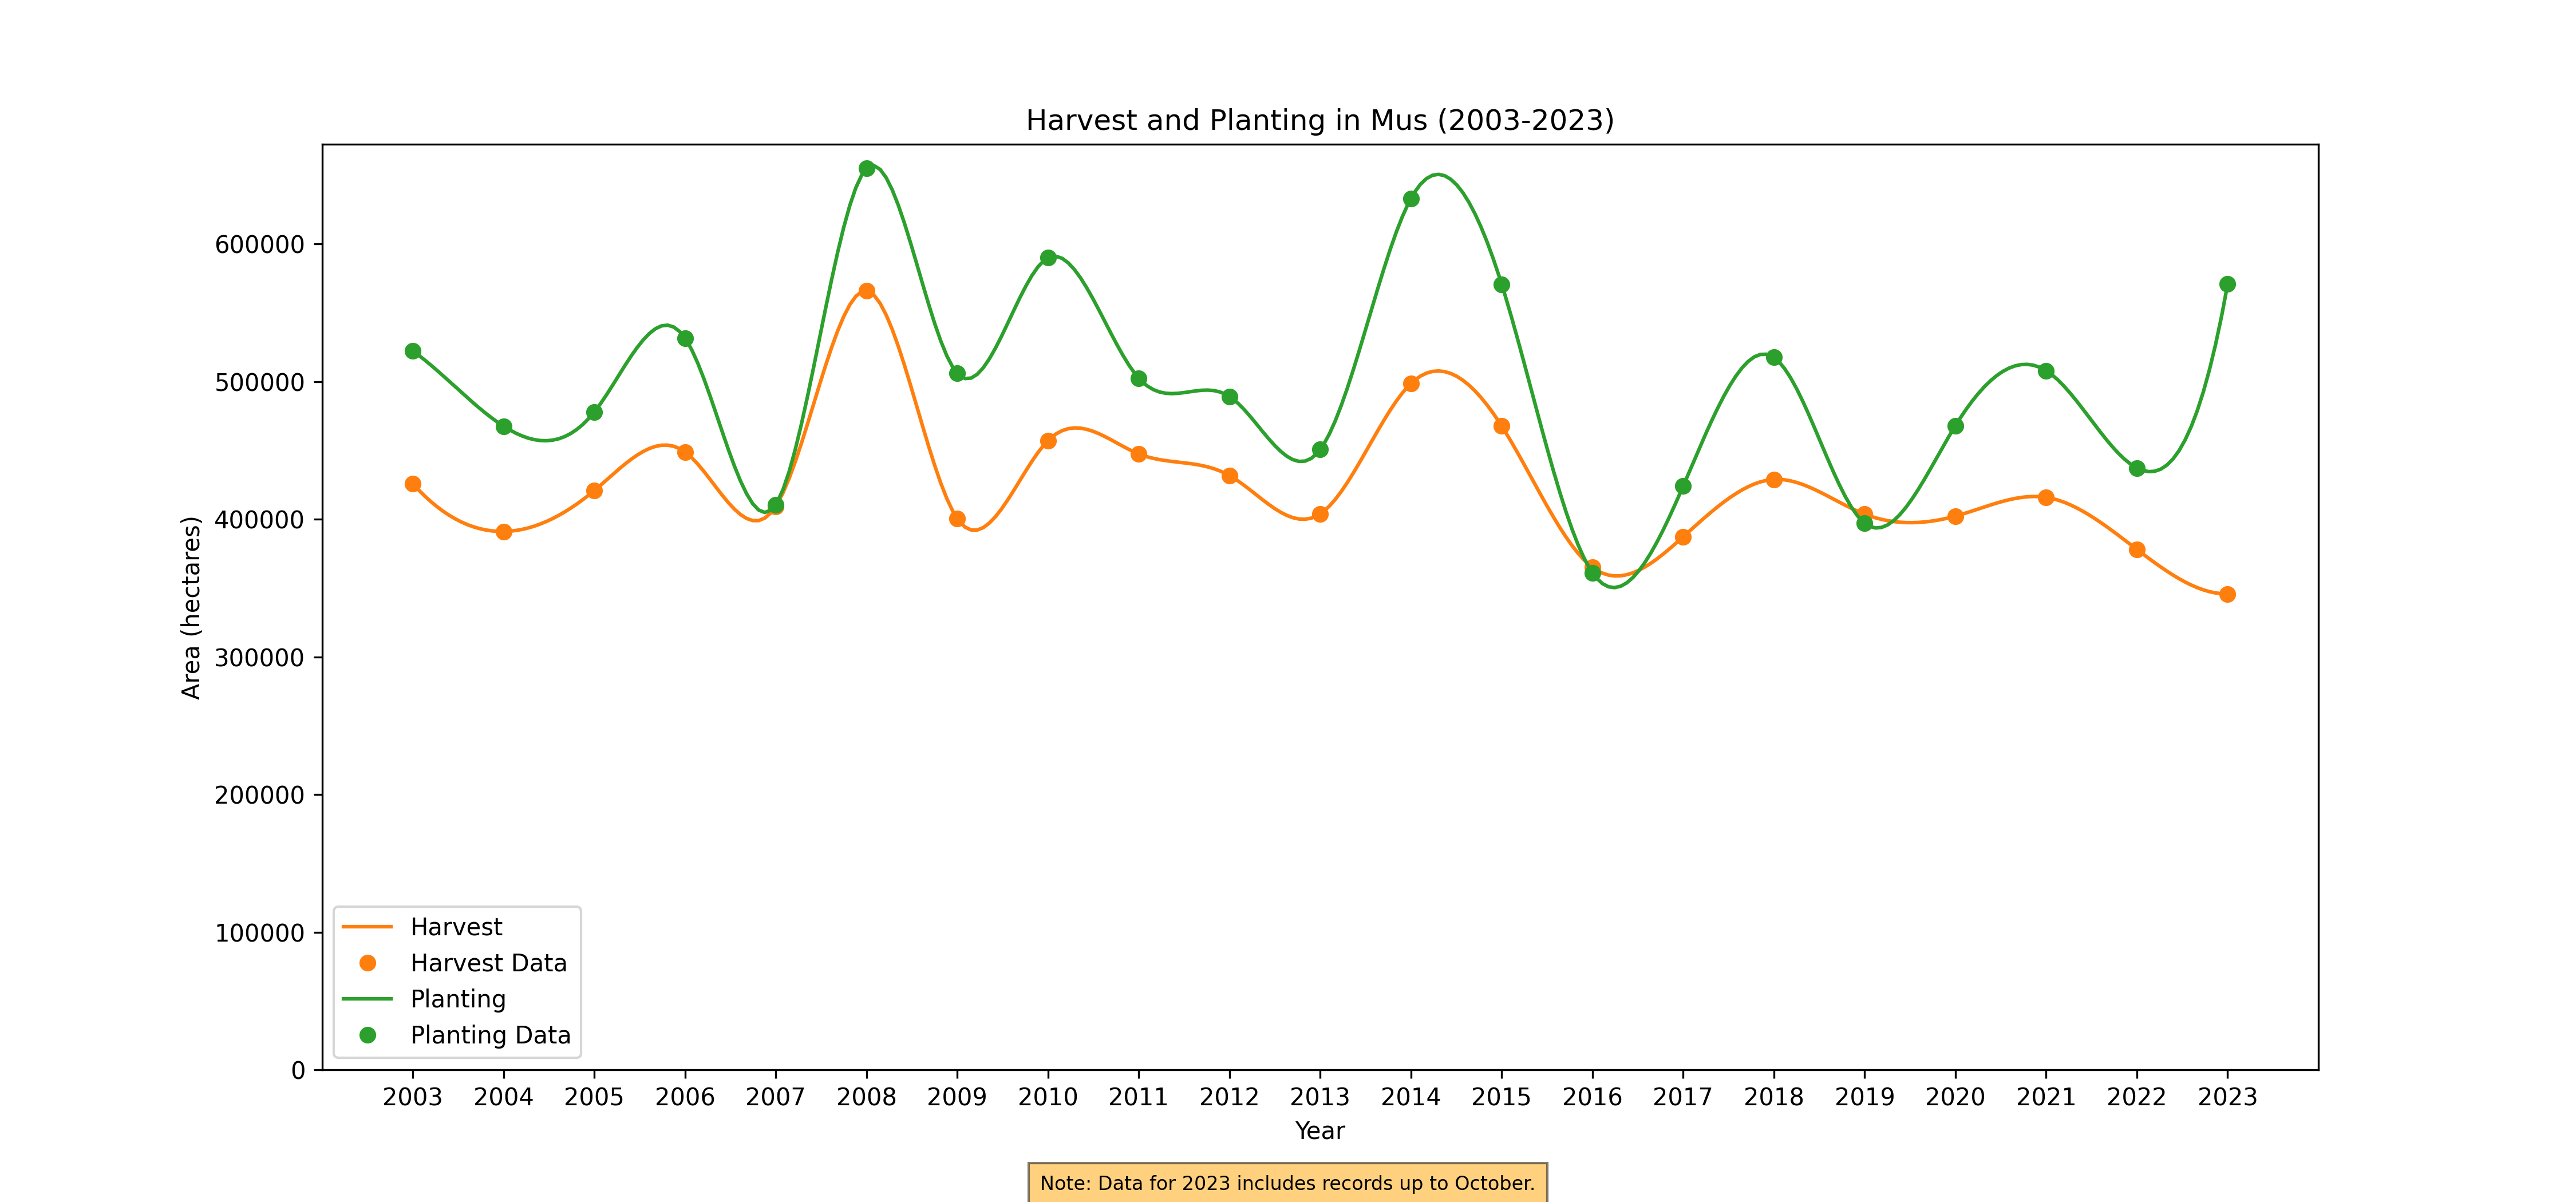 Harvest and Planting in Mus (2003-2023)
Area (hectares)
600000
500000
400000
300000
200000
100000
0
Harvest
Harvest Data
Planting
Planting Data
2003 2004 2005 2006 2007 2008 2009 2010 2011 2012 2013 2014 2015 2016 2017 2018 2019 2020 2021 2022 2023
Year
Note: Data for 2023 includes records up to October.